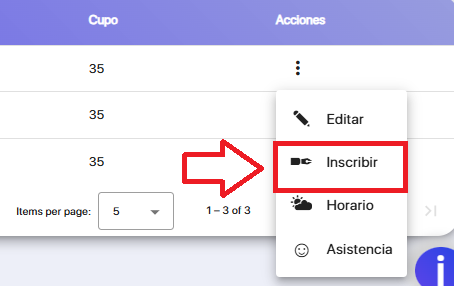 Cupo Acciones
35
35
35
Editar
Inscribir
Horario
Asistencia
Items per page: 5 1 – 3 of 3
i